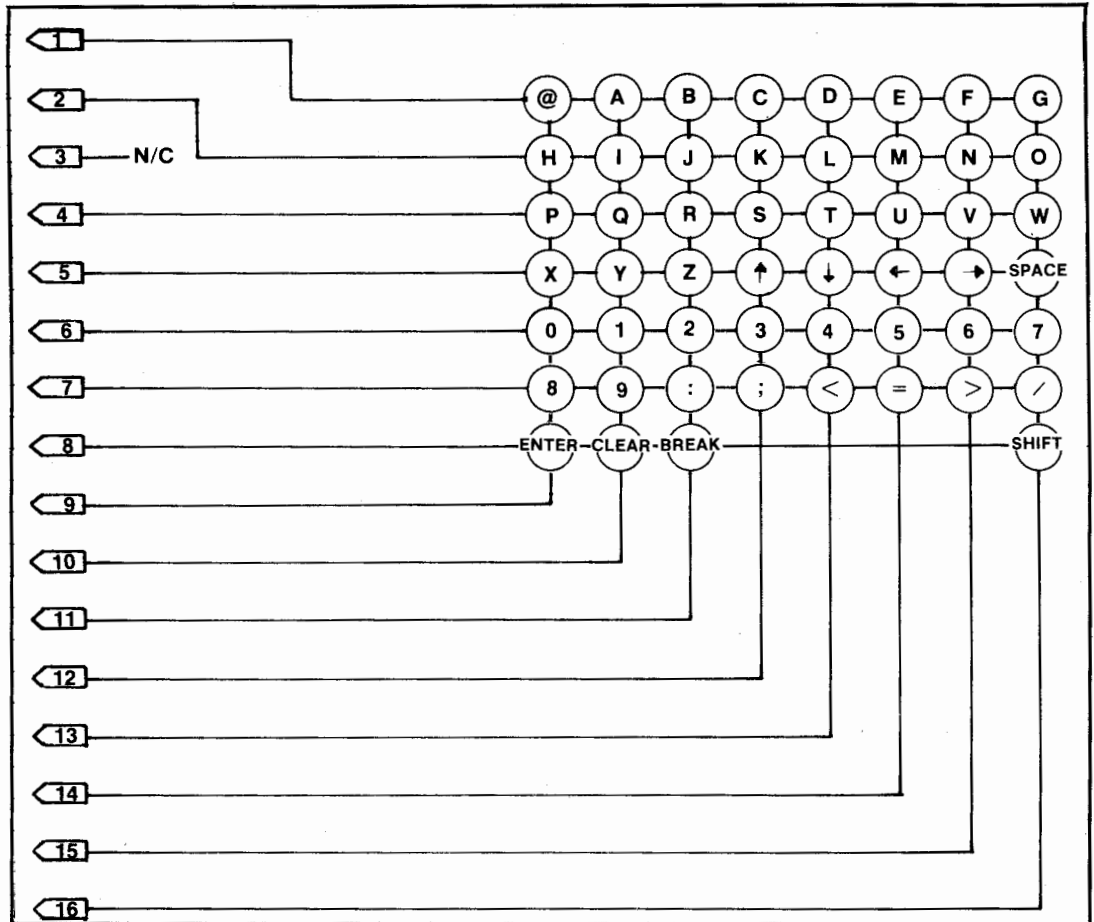 1
2
@ A B C D E F G
3 N/C
H I J K L M N O
4
P Q R S T U V W
5
X Y Z ↑ ↓ ← → SPACE
6
0 1 2 3 4 5 6 7
7
8 9 : ; < = > /
8
ENTER CLEAR BREAK SHIFT
9
10
11
12
13
14
15
16